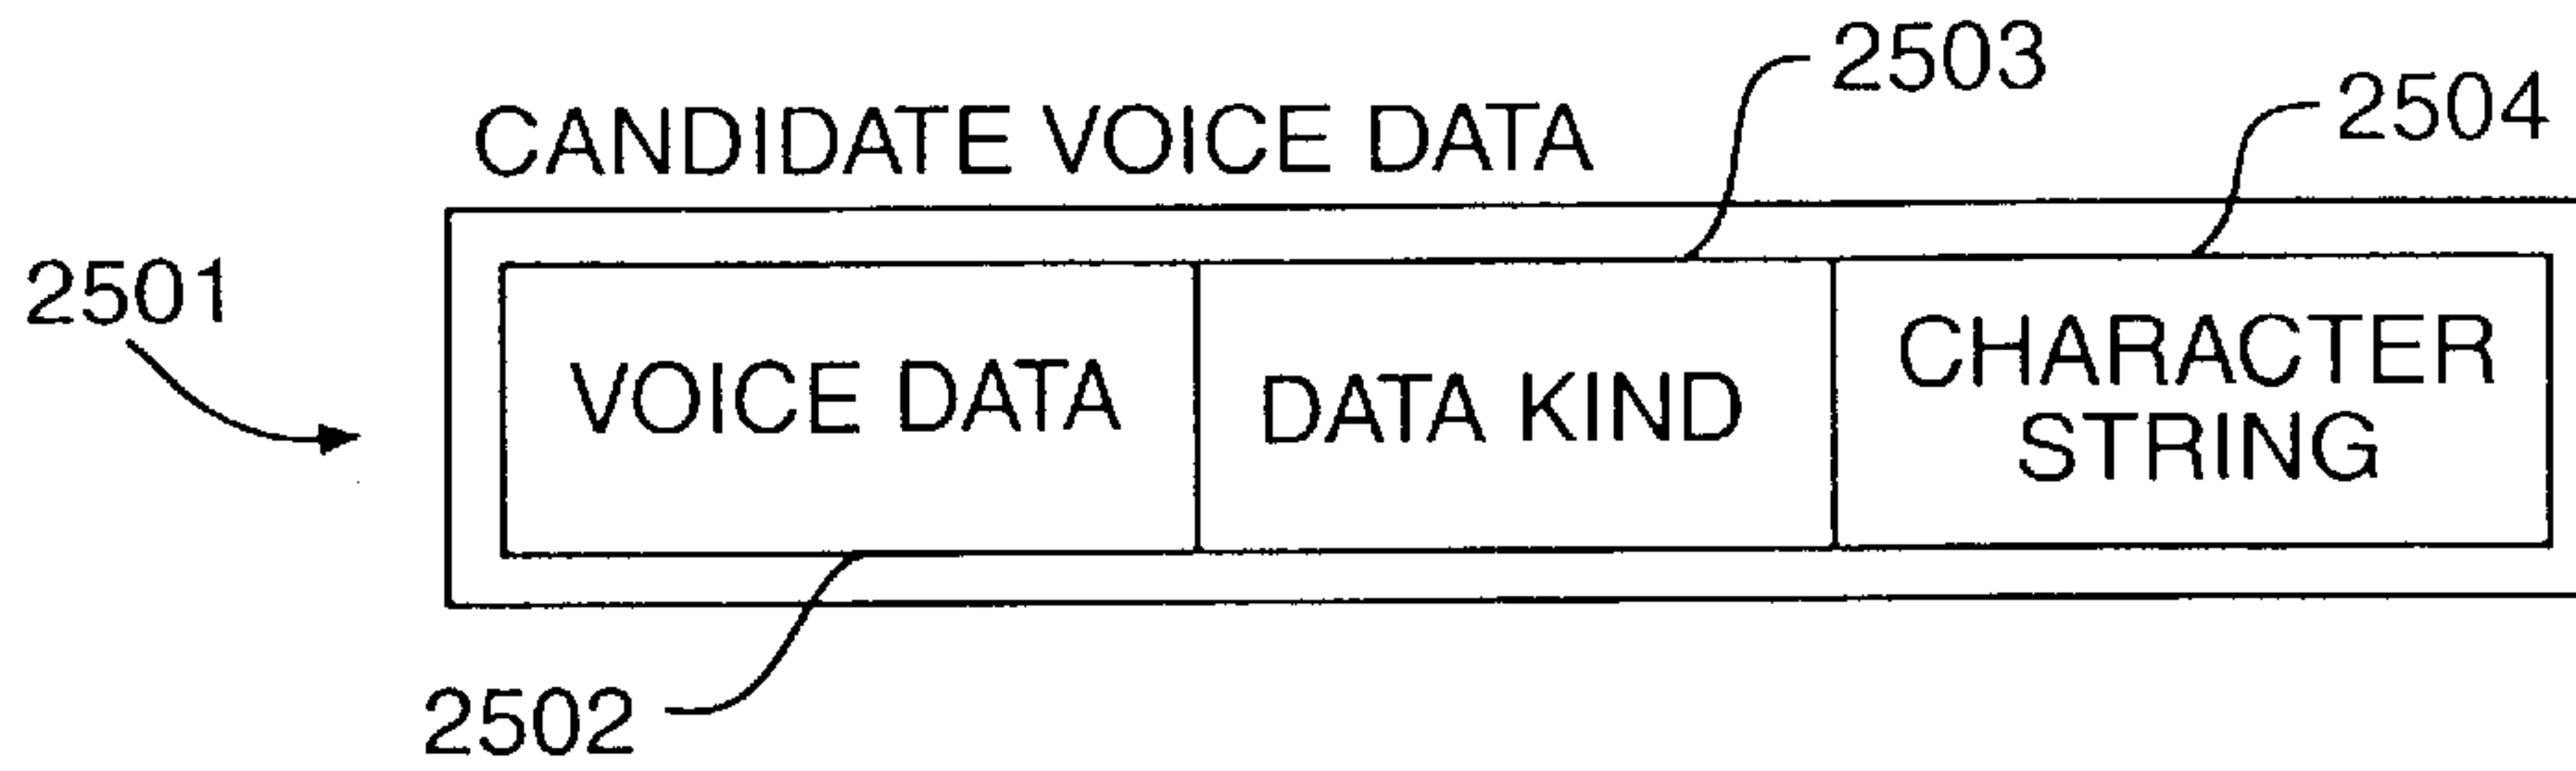 2503
2504
CANDIDATE VOICE DATA
2501
VOICE DATA
DATA KIND
CHARACTER
STRING
2502